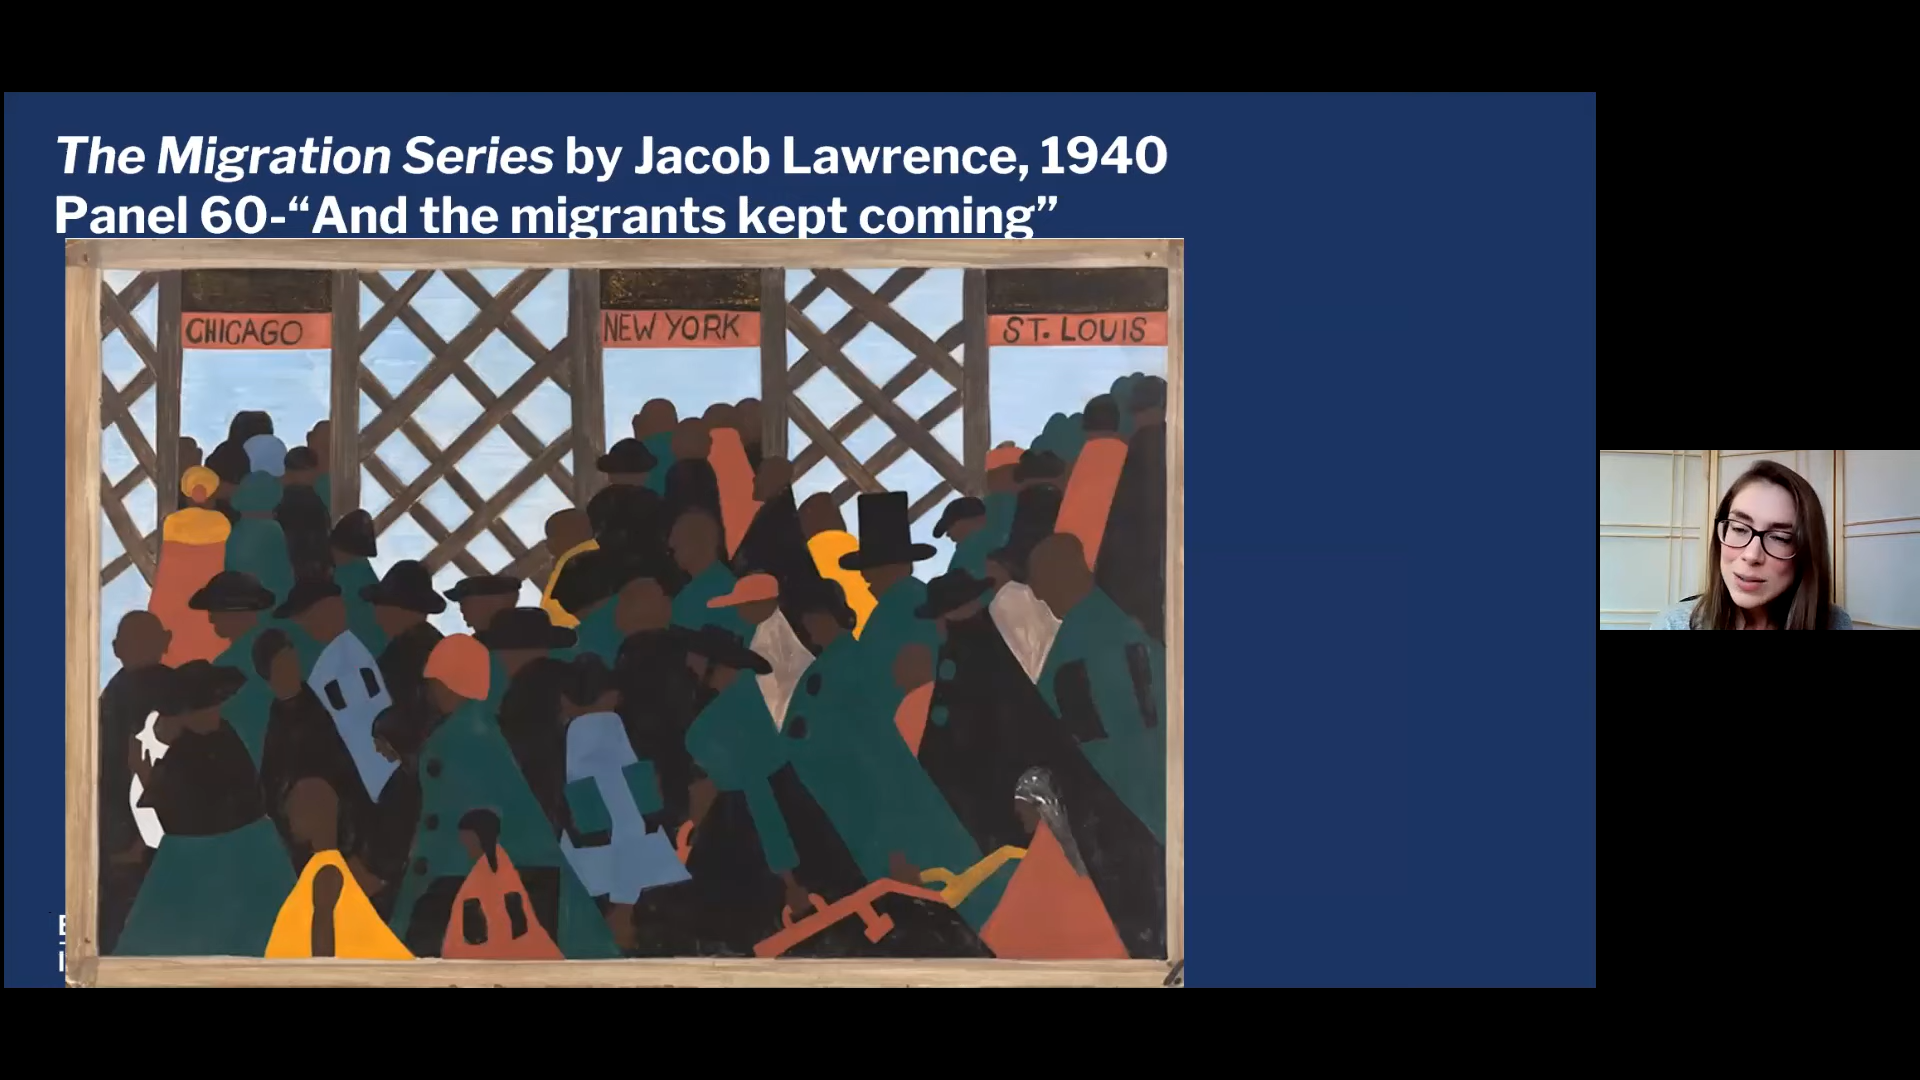 The Migration Series by Jacob Lawrence, 1940
Panel 60-“And the migrants kept coming”
CHICAGO
NEW YORK
ST. LOUIS